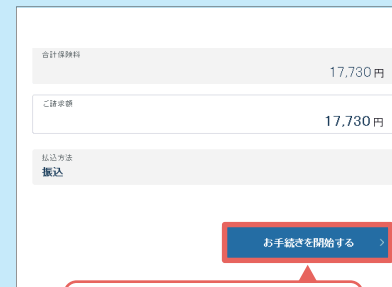 合計保険料
17,730円
ご請求額
17,730円
払込方法
振込
お手続きを開始する